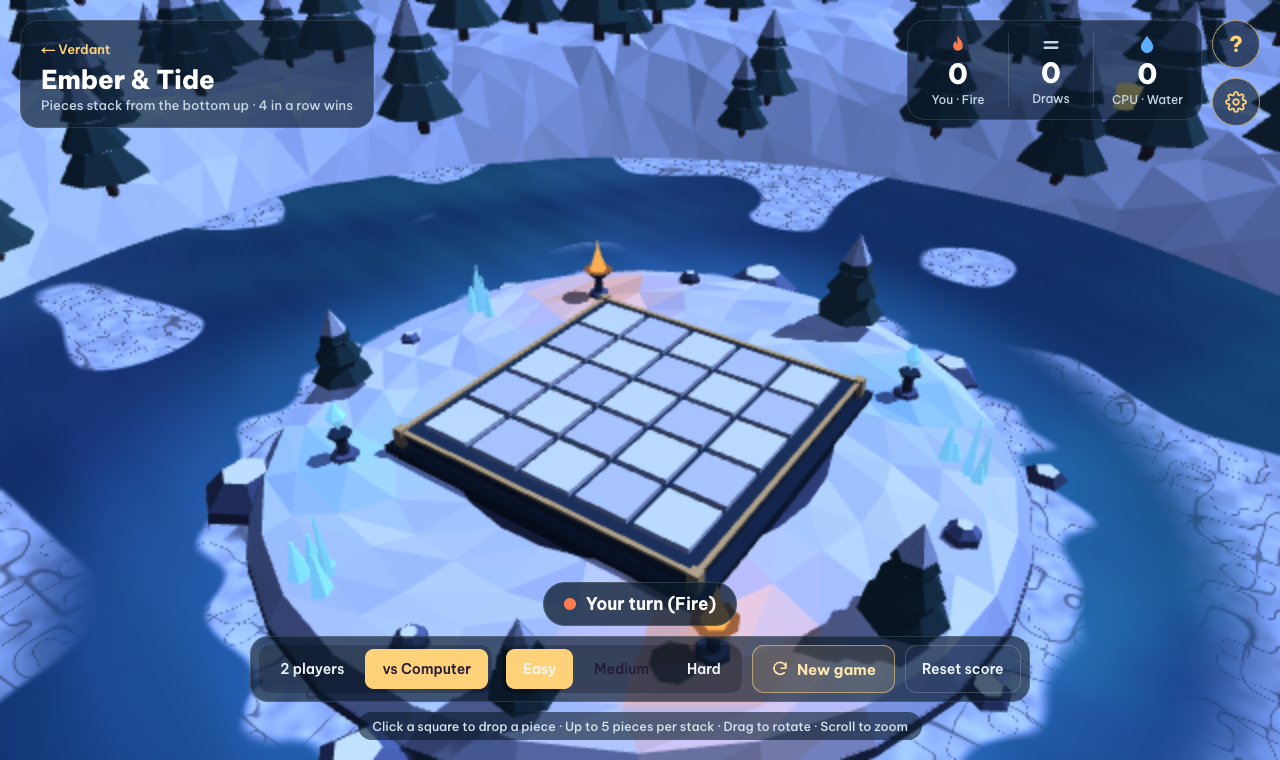 ← Verdant
Ember & Tide
Pieces stack from the bottom up · 4 in a row wins
0
You · Fire
0
Draws
0
CPU · Water
?
Your turn (Fire)
2 players
vs Computer
Easy
Medium
Hard
New game
Reset score
Click a square to drop a piece · Up to 5 pieces per stack · Drag to rotate · Scroll to zoom